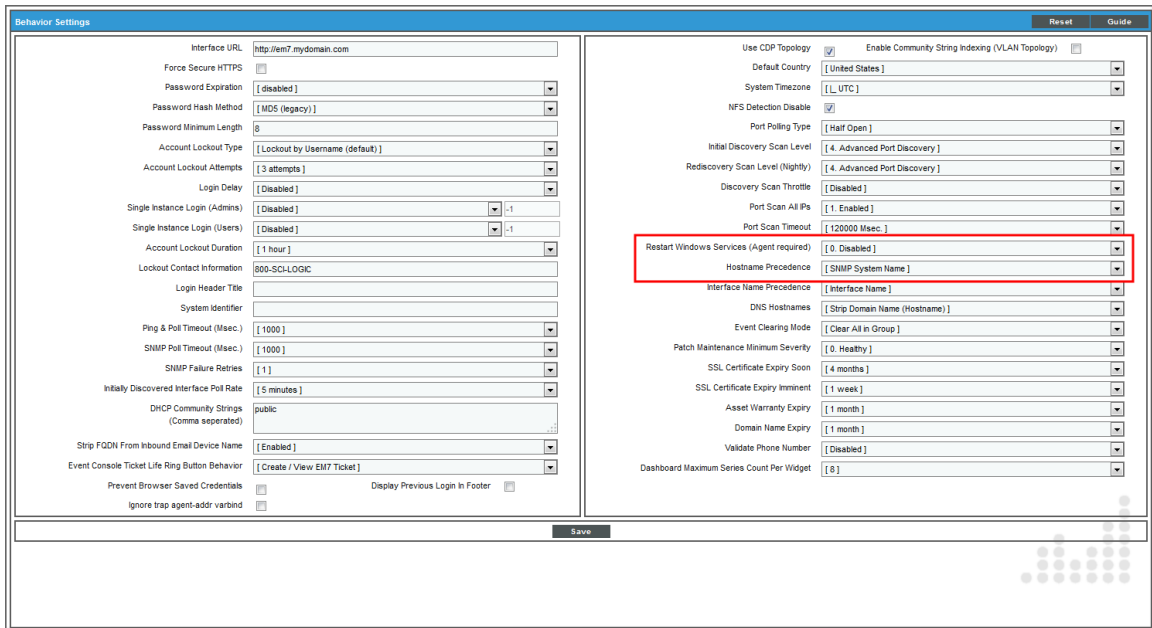 Behavior Settings Reset Guide
Interface URL http://em7.mydomain.com
Force Secure HTTPS
Password Expiration [ disabled ]
Password Hash Method [ MD5 (legacy) ]
Password Minimum Length 8
Account Lockout Type [ Lockout by Username (default) ]
Account Lockout Attempts [ 3 attempts ]
Login Delay [ Disabled ]
Single Instance Login (Admins) [ Disabled ] -1
Single Instance Login (Users) [ Disabled ] -1
Account Lockout Duration [ 1 hour ]
Lockout Contact Information 800-SCI-LOGIC
Login Header Title
System Identifier
Ping & Poll Timeout (Msec.) [ 1000 ]
SNMP Poll Timeout (Msec.) [ 1000 ]
SNMP Failure Retries [ 1 ]
Initially Discovered Interface Poll Rate [ 5 minutes ]
DHCP Community Strings public
(Comma seperated)
Strip FQDN From Inbound Email Device Name [ Enabled ]
Event Console Ticket Life Ring Button Behavior [ Create / View EM7 Ticket ]
Prevent Browser Saved Credentials Display Previous Login In Footer
Ignore trap agent-addr varbind
Use CDP Topology Enable Community String Indexing (VLAN Topology)
Default Country [ United States ]
System Timezone [ |_ UTC ]
NFS Detection Disable
Port Polling Type [ Half Open ]
Initial Discovery Scan Level [ 4. Advanced Port Discovery ]
Rediscovery Scan Level (Nightly) [ 4. Advanced Port Discovery ]
Discovery Scan Throttle [ Disabled ]
Port Scan All IPs [ 1. Enabled ]
Port Scan Timeout [ 120000 Msec. ]
Restart Windows Services (Agent required) [ 0. Disabled ]
Hostname Precedence [ SNMP System Name ]
Interface Name Precedence [ Interface Name ]
DNS Hostnames [ Strip Domain Name (Hostname) ]
Event Clearing Mode [ Clear All in Group ]
Patch Maintenance Minimum Severity [ 0. Healthy ]
SSL Certificate Expiry Soon [ 4 months ]
SSL Certificate Expiry Imminent [ 1 week ]
Asset Warranty Expiry [ 1 month ]
Domain Name Expiry [ 1 month ]
Validate Phone Number [ Disabled ]
Dashboard Maximum Series Count Per Widget [ 8 ]
Save